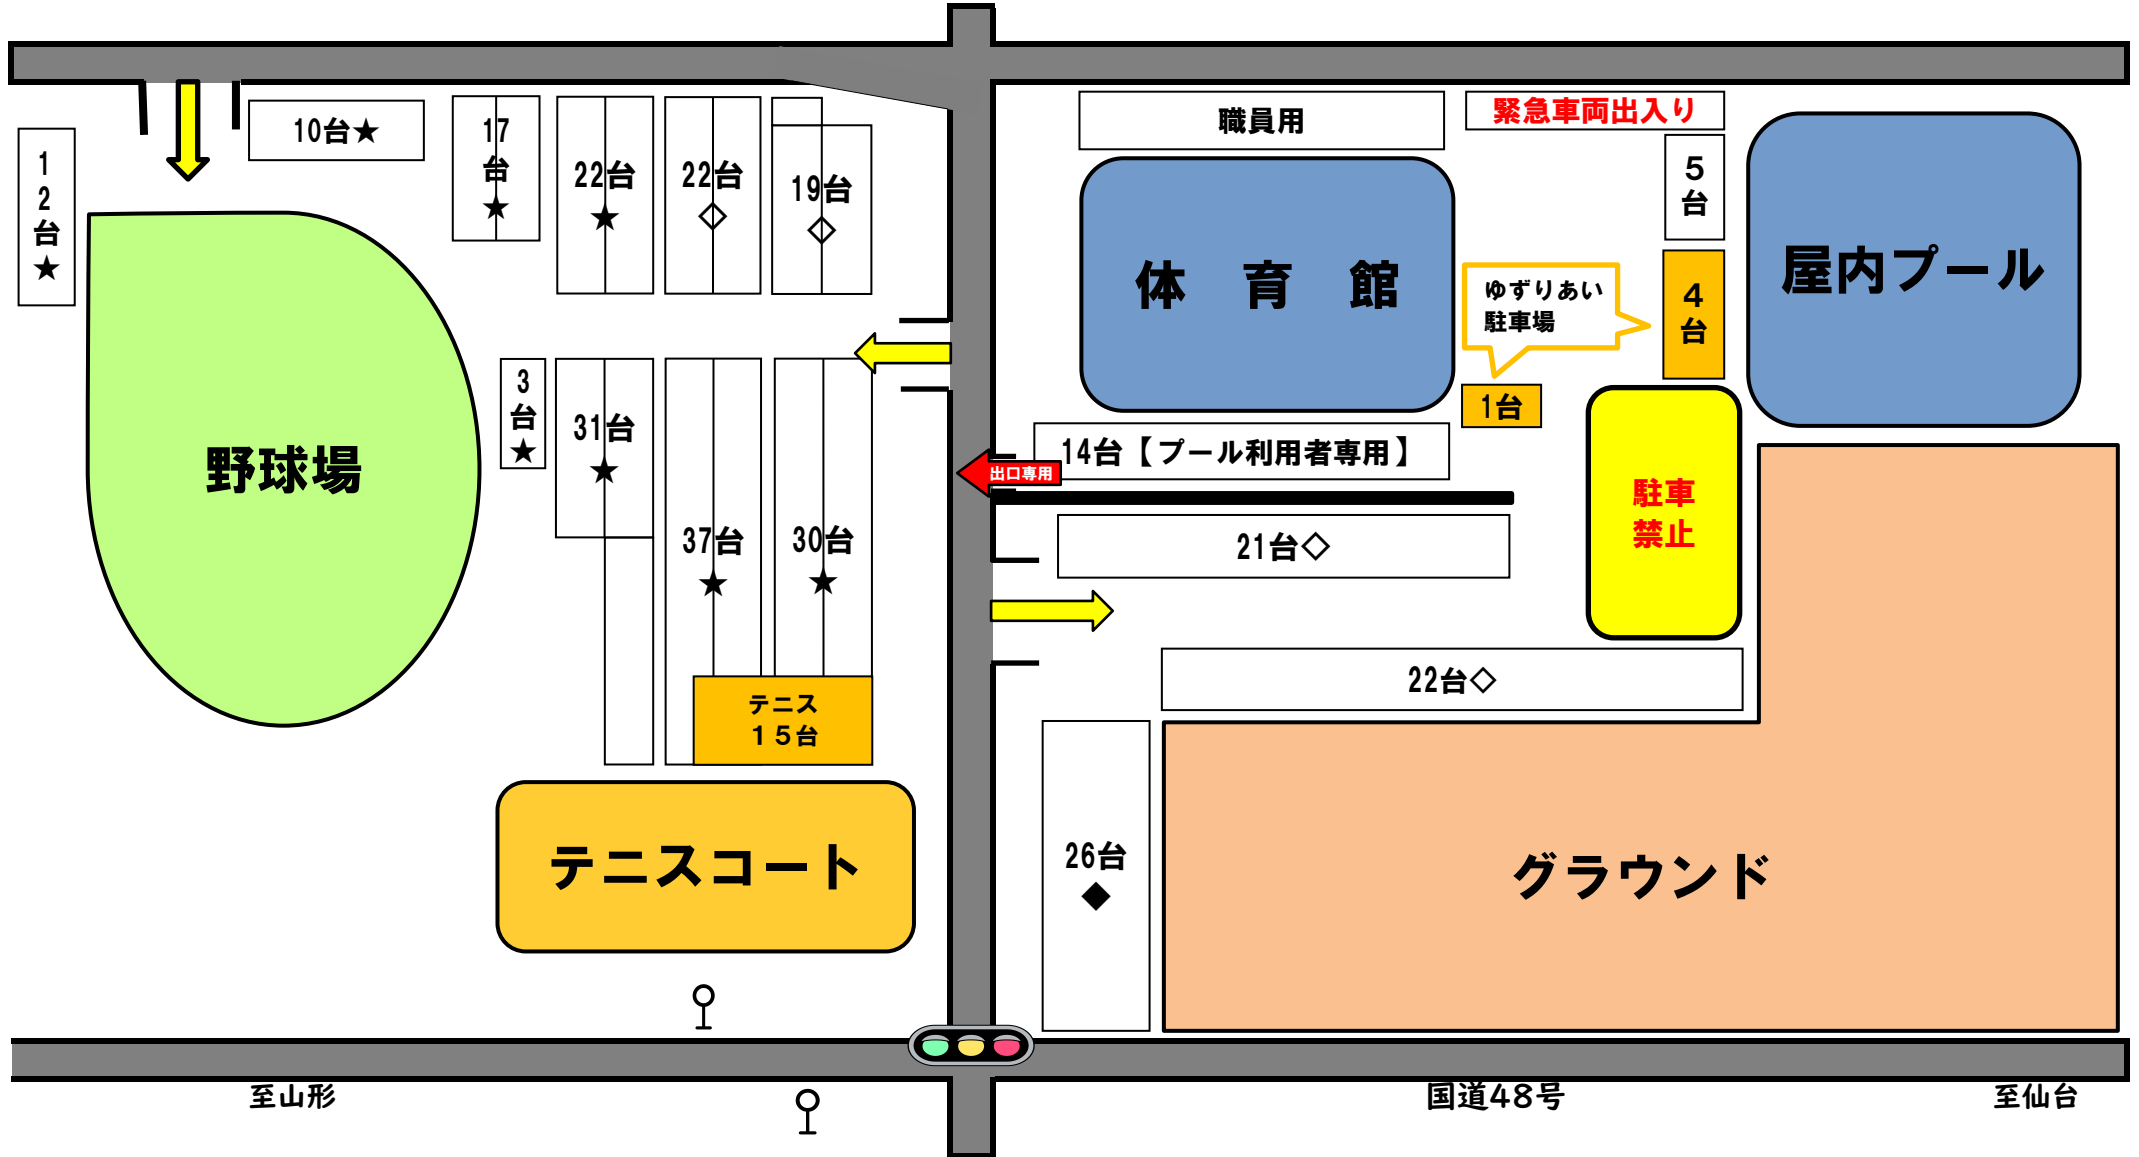 職員用
緊急車両出入り
10台★
17
台
★
22台
★
22台
◇
19台
◇
1
2
台
★
5
台
体　育　館
屋内プール
ゆずりあい
駐車場
4
台
1台
3
台
★
31台
★
14台【プール利用者専用】
出口専用
野球場
駐車
禁止
37台
★
30台
★
21台◇
22台◇
テニス
１５台
26台
◆
テニスコート
グラウンド
至山形
国道48号
至仙台